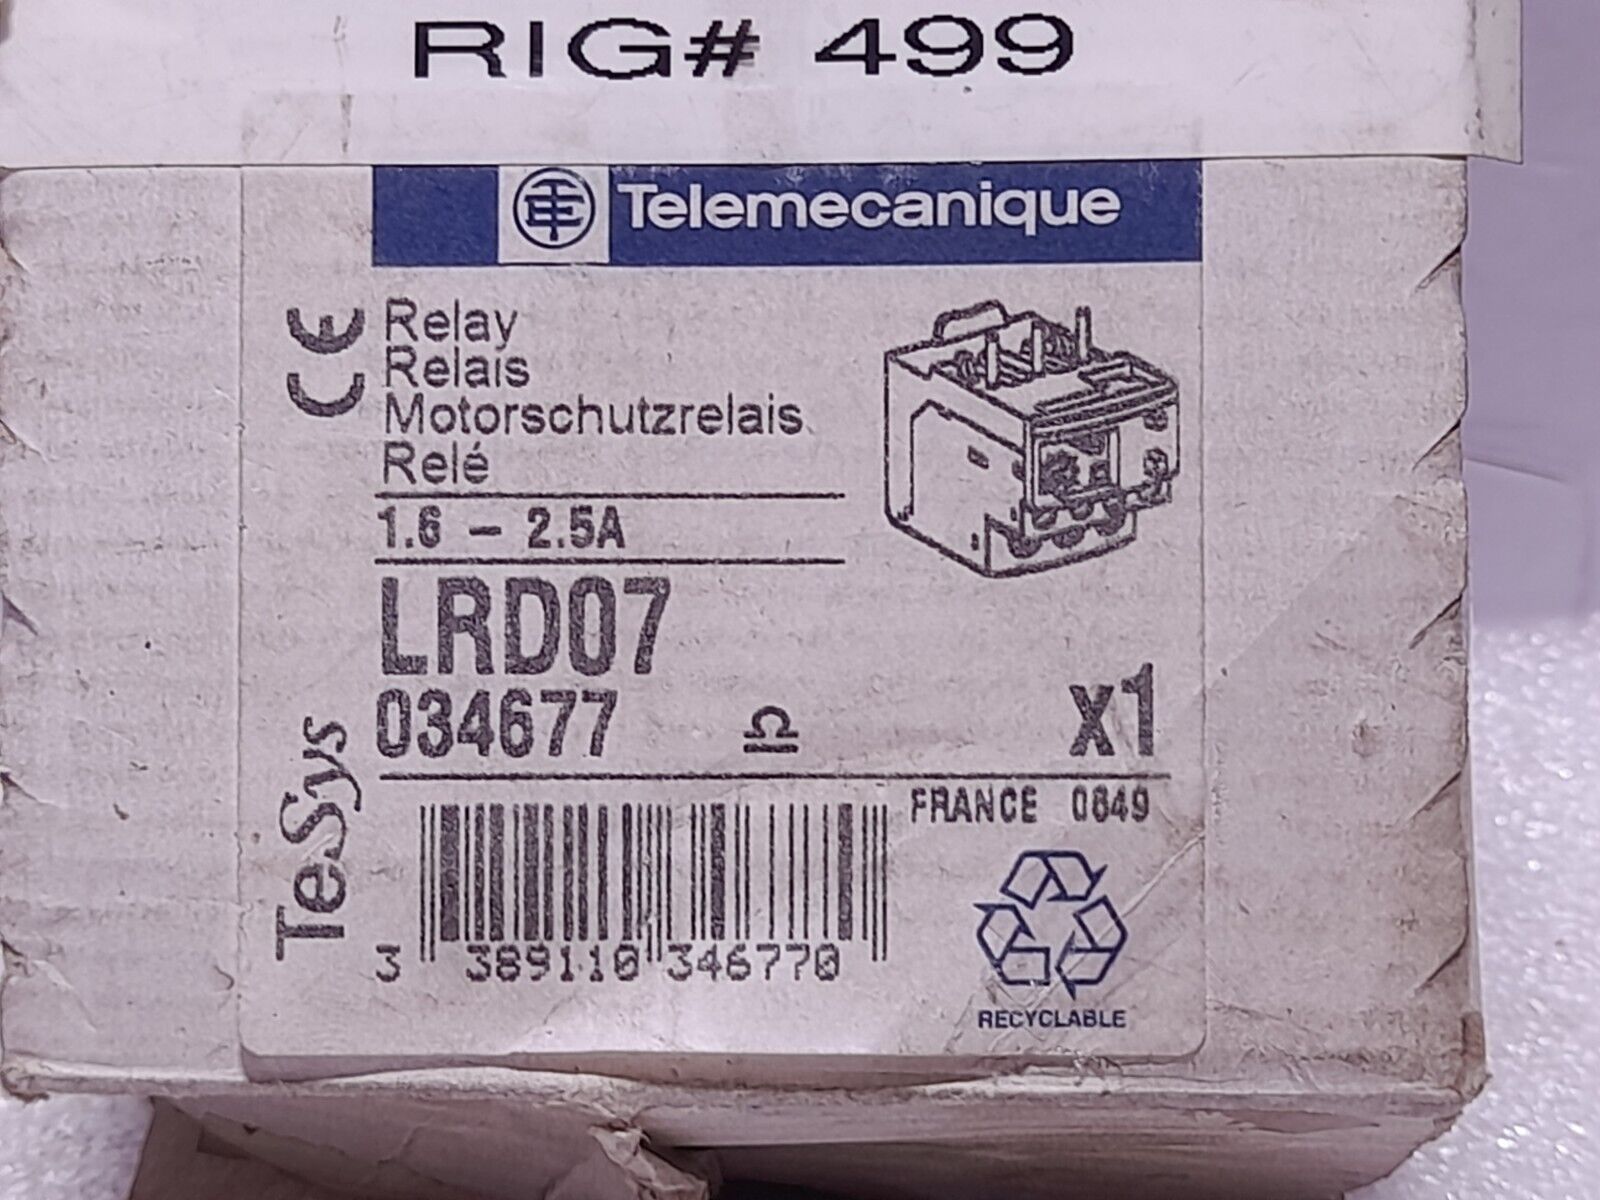 RIG# 499
Telemecanique
CE
Relay
Relais
Motorschutzrelais
Relé
1.6 - 2.5A
LRD07
034677
x1
TeSys
FRANCE 0849
3 389110 346770
RECYCLABLE